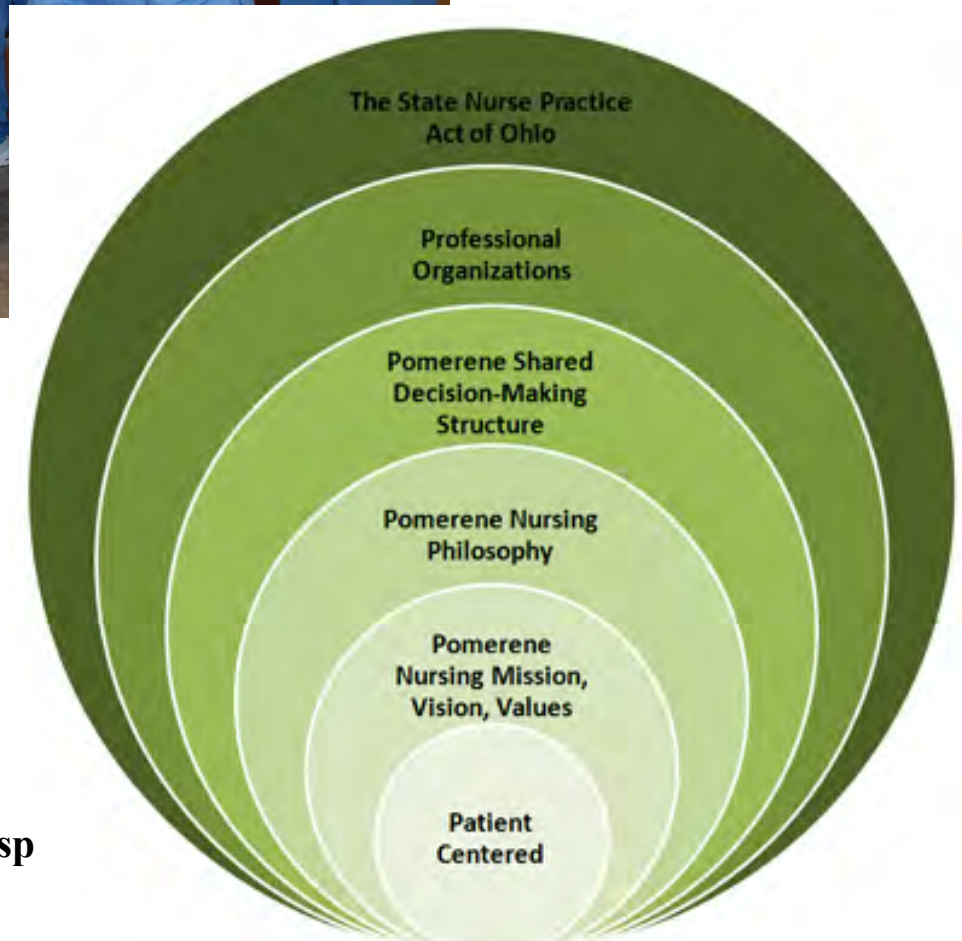 The State Nurse Practice
Act of Ohio
Professional
Organizations
Pomerene Shared
Decision-Making
Structure
Pomerene Nursing
Philosophy
Pomerene
Nursing Mission,
Vision, Values
Patient
Centered
sp